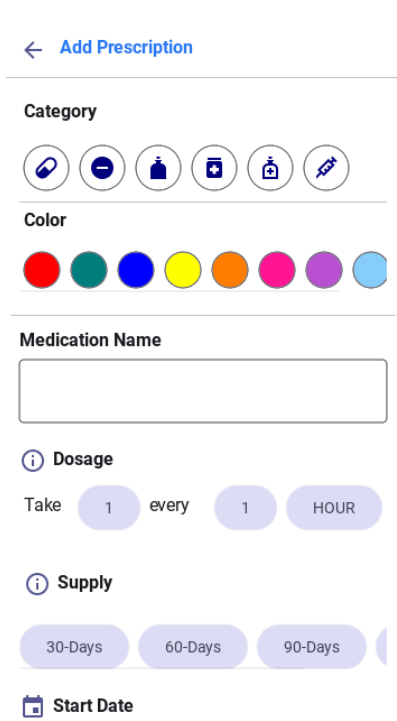 Add Prescription
Category
Color
Medication Name
Dosage
Take 1 every 1 HOUR
Supply
30-Days 60-Days 90-Days
Start Date